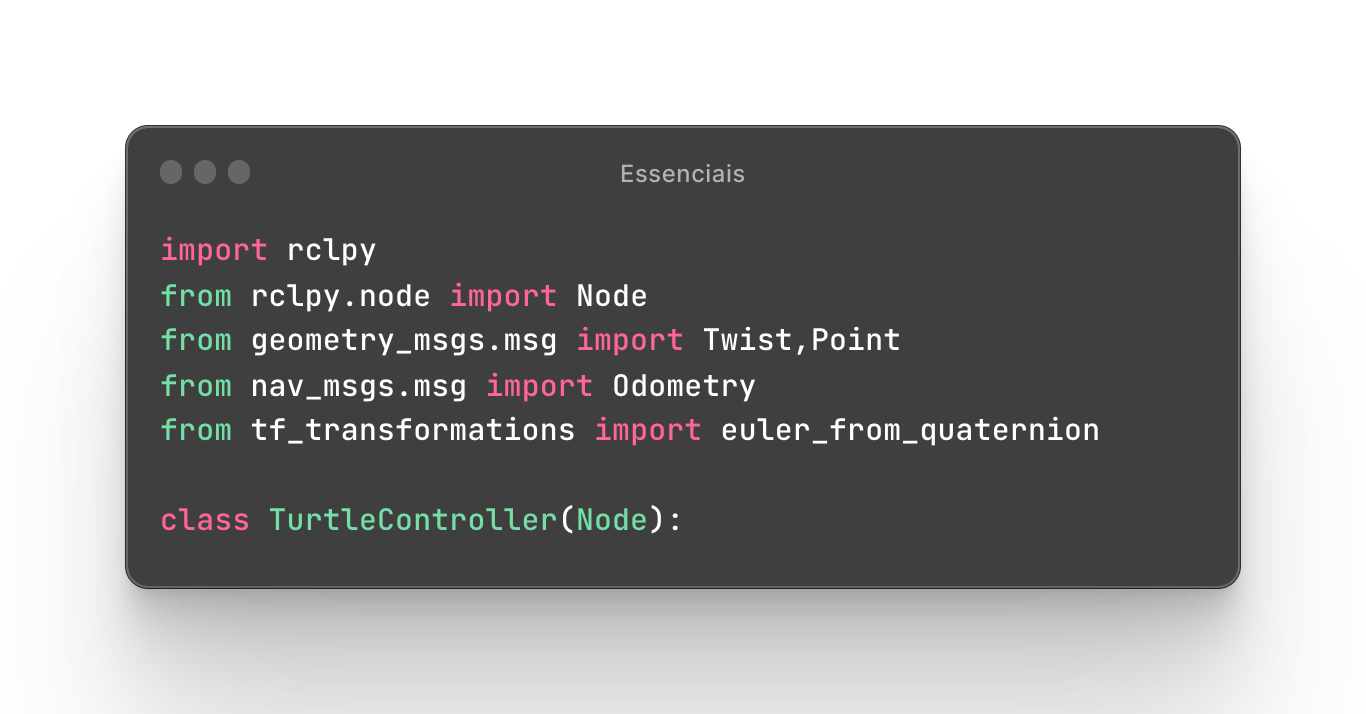 Essenciais
import rclpy
from rclpy.node import Node
from geometry_msgs.msg import Twist,Point
from nav_msgs.msg import Odometry
from tf_transformations import euler_from_quaternion
class TurtleController(Node):